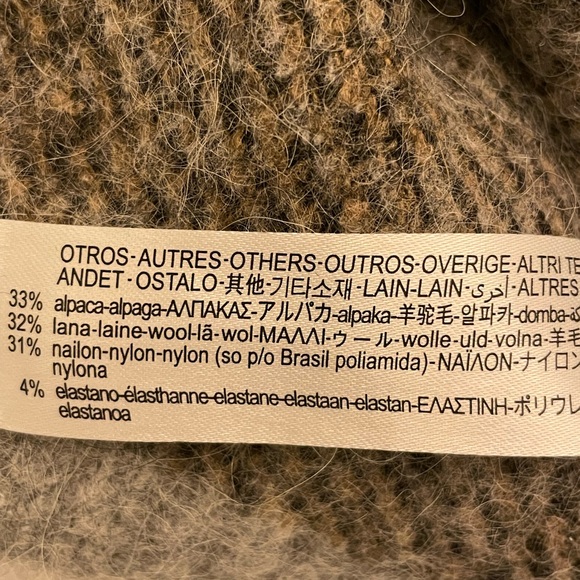 OTROS-AUTRES-OTHERS-OUTROS-OVERIGE-ALTRI TE
ANDET-OSTALO-其他-기타소재-LAIN-LAIN-أخرى-ALTRES
33% alpaca-alpaga-ΑΛΠΑΚΑΣ-アルパカ-alpaka-羊驼毛-알파카-domba-
32% lana-laine-wool-lã-wol-ΜΑΛΛΙ-ウール-wolle-uld-volna-羊毛
31% nailon-nylon-nylon (so p/o Brasil poliamida)-ΝΑΪΛΟΝ-ナイロン
nylona
4% elastano-élasthanne-elastane-elastaan-elastan-ΕΛΑΣΤΙΝΗ-ポリウレ
elastanoa